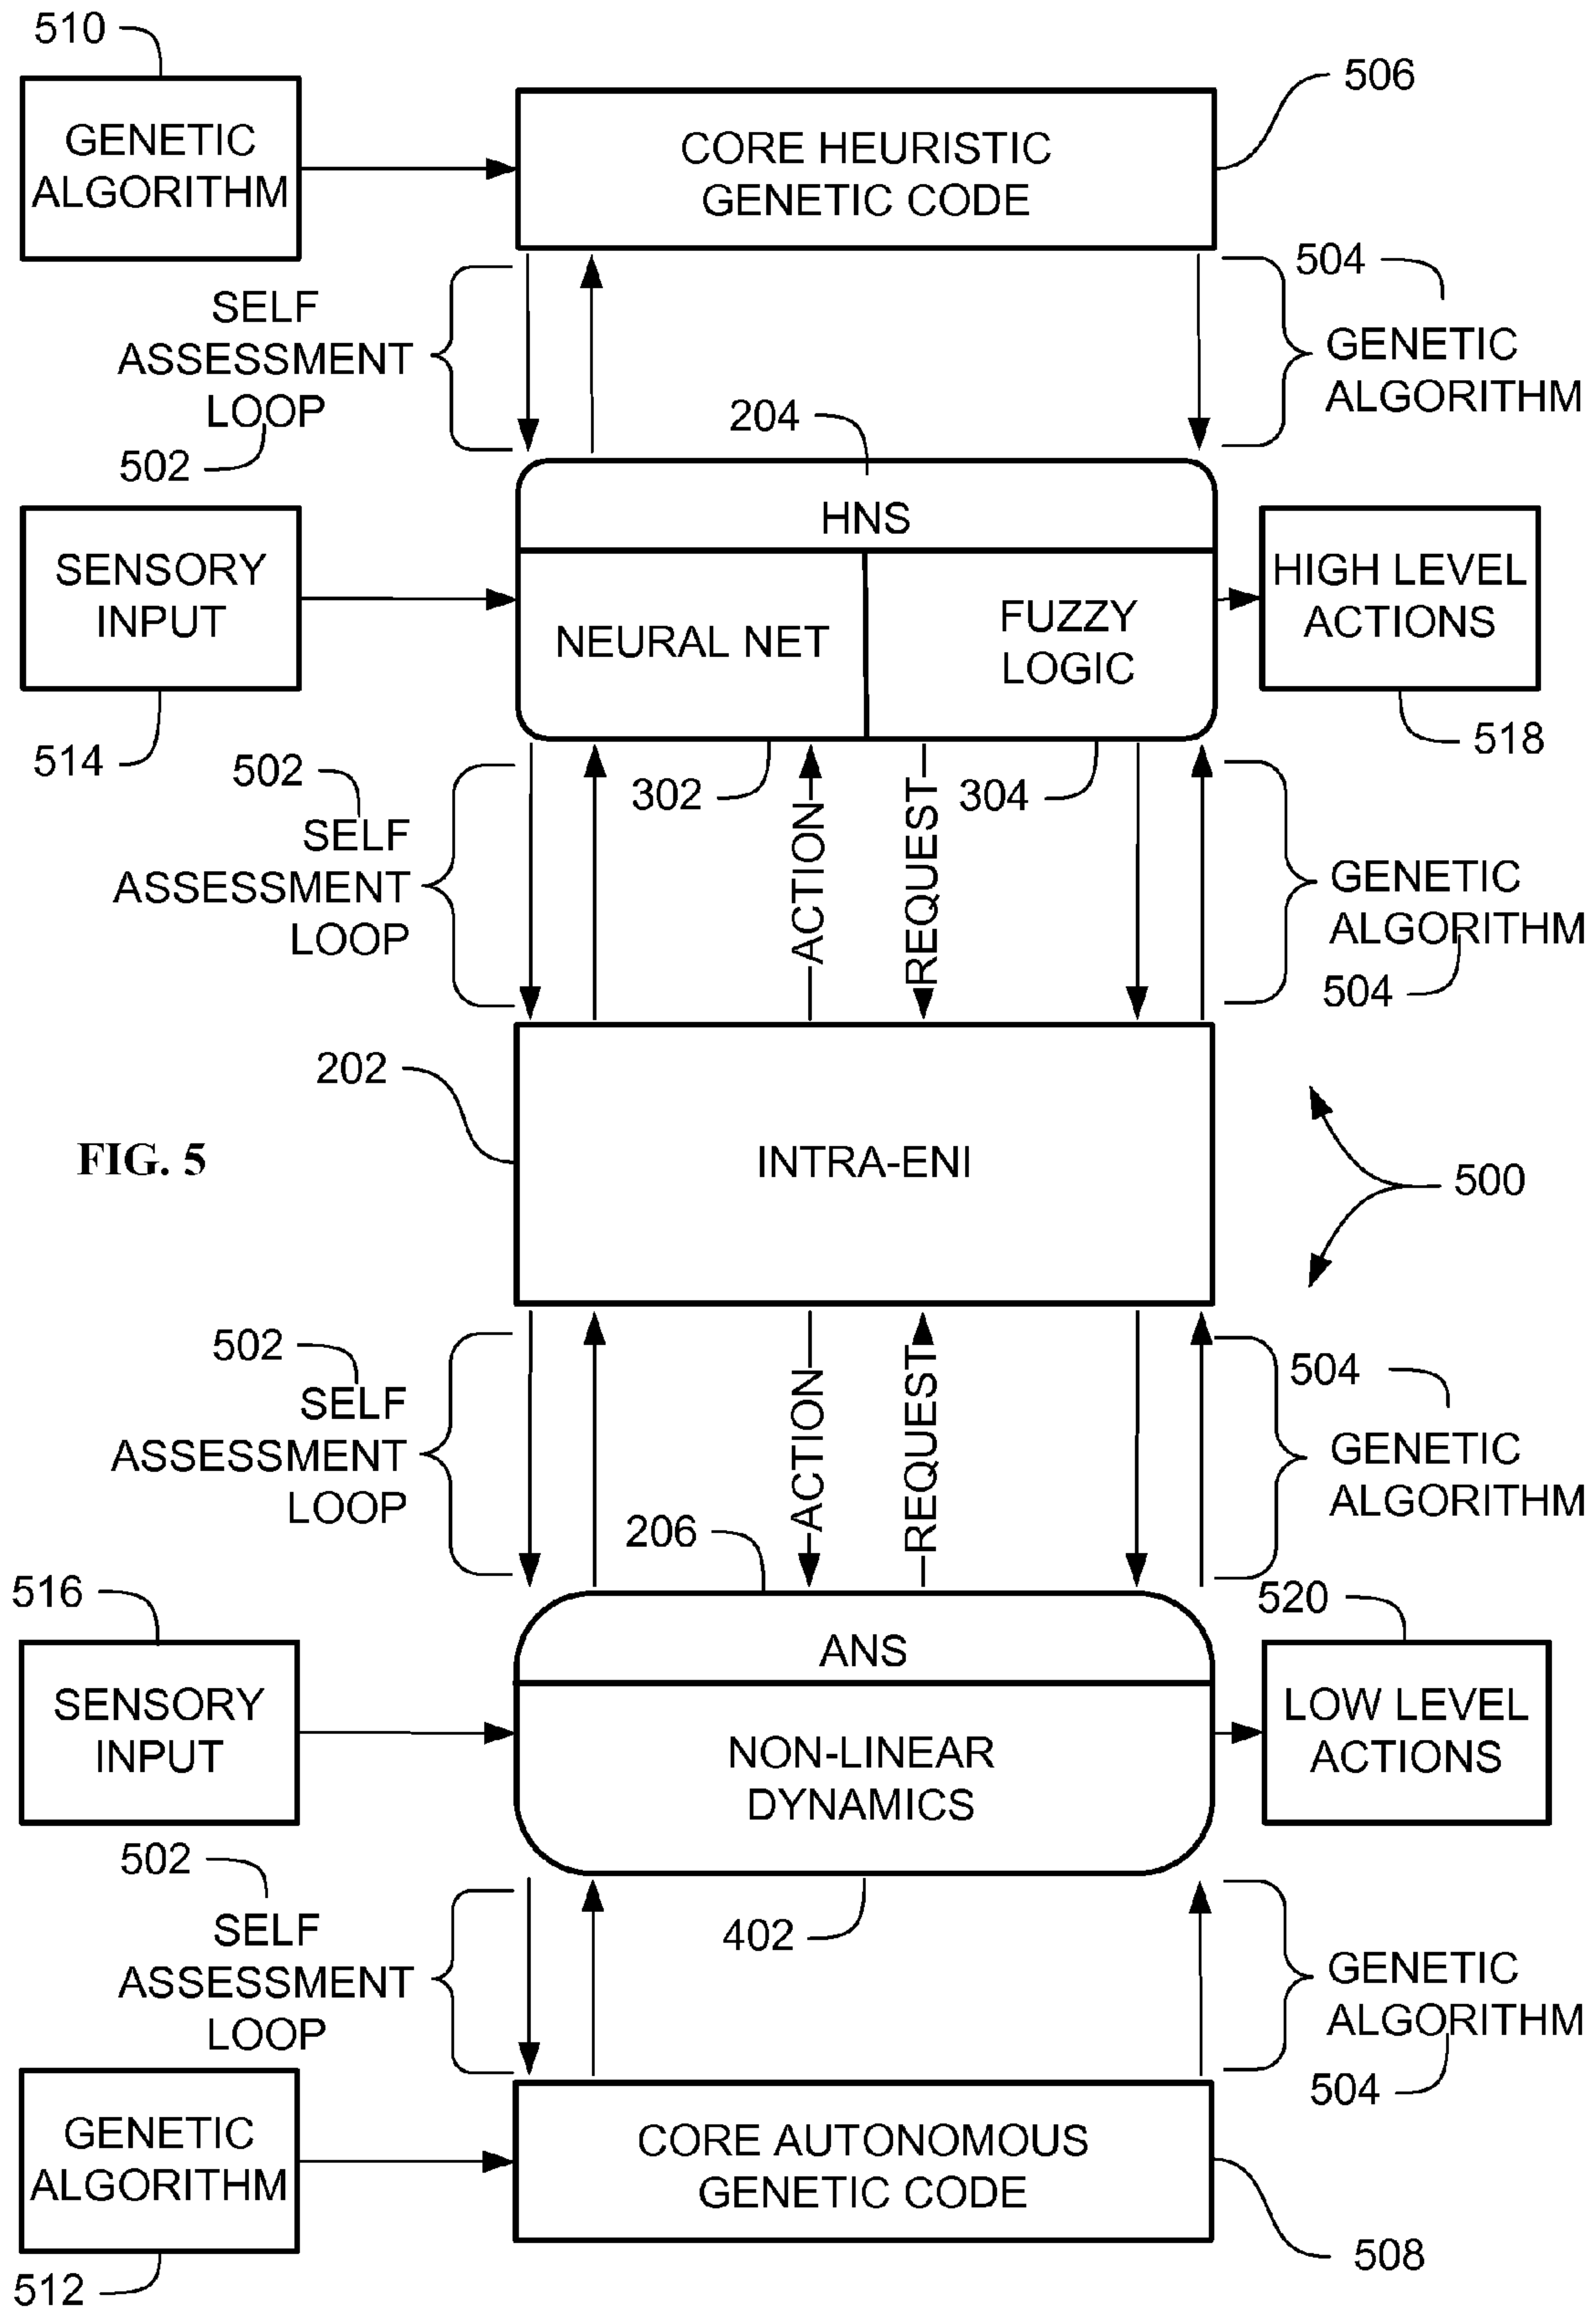 510
506
GENETIC
ALGORITHM
CORE HEURISTIC
GENETIC CODE
504
SELF
ASSESSMENT
LOOP
GENETIC
ALGORITHM
204
502
HNS
SENSORY
INPUT
NEURAL NET
FUZZY
LOGIC
HIGH LEVEL
ACTIONS
514
518
502
302
304
SELF
ASSESSMENT
LOOP
ACTION
REQUEST
GENETIC
ALGORITHM
504
202
FIG. 5
INTRA-ENI
500
502
504
SELF
ASSESSMENT
LOOP
ACTION
REQUEST
GENETIC
ALGORITHM
206
516
520
ANS
SENSORY
INPUT
NON-LINEAR
DYNAMICS
LOW LEVEL
ACTIONS
502
402
SELF
ASSESSMENT
LOOP
GENETIC
ALGORITHM
504
GENETIC
ALGORITHM
CORE AUTONOMOUS
GENETIC CODE
508
512